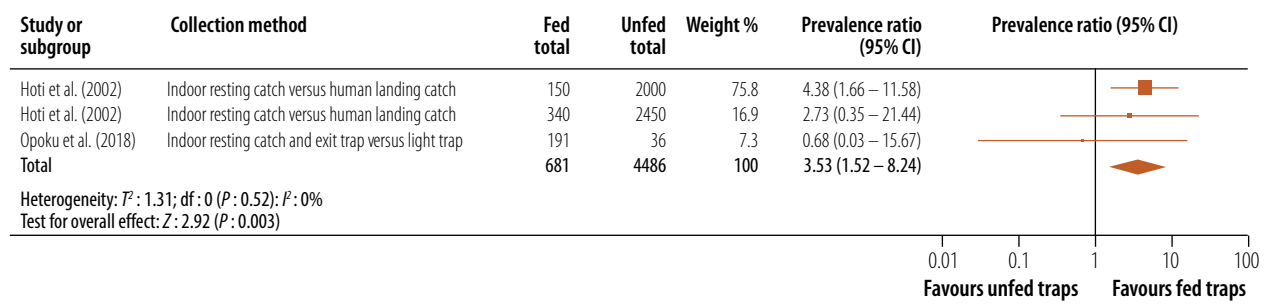 Study or subgroup Collection method Fed total Unfed total Weight % Prevalence ratio (95% CI) Prevalence ratio (95% CI)
Hoti et al. (2002) Indoor resting catch versus human landing catch 150 2000 75.8 4.38 (1.66 – 11.58)
Hoti et al. (2002) Indoor resting catch versus human landing catch 340 2450 16.9 2.73 (0.35 – 21.44)
Opoku et al. (2018) Indoor resting catch and exit trap versus light trap 191 36 7.3 0.68 (0.03 – 15.67)
Total 681 4486 100 3.53 (1.52 – 8.24)
Heterogeneity: T² : 1.31; df : 0 (P : 0.52): I² : 0%
Test for overall effect: Z : 2.92 (P : 0.003)
0.01 0.1 1 10 100
Favours unfed traps Favours fed traps